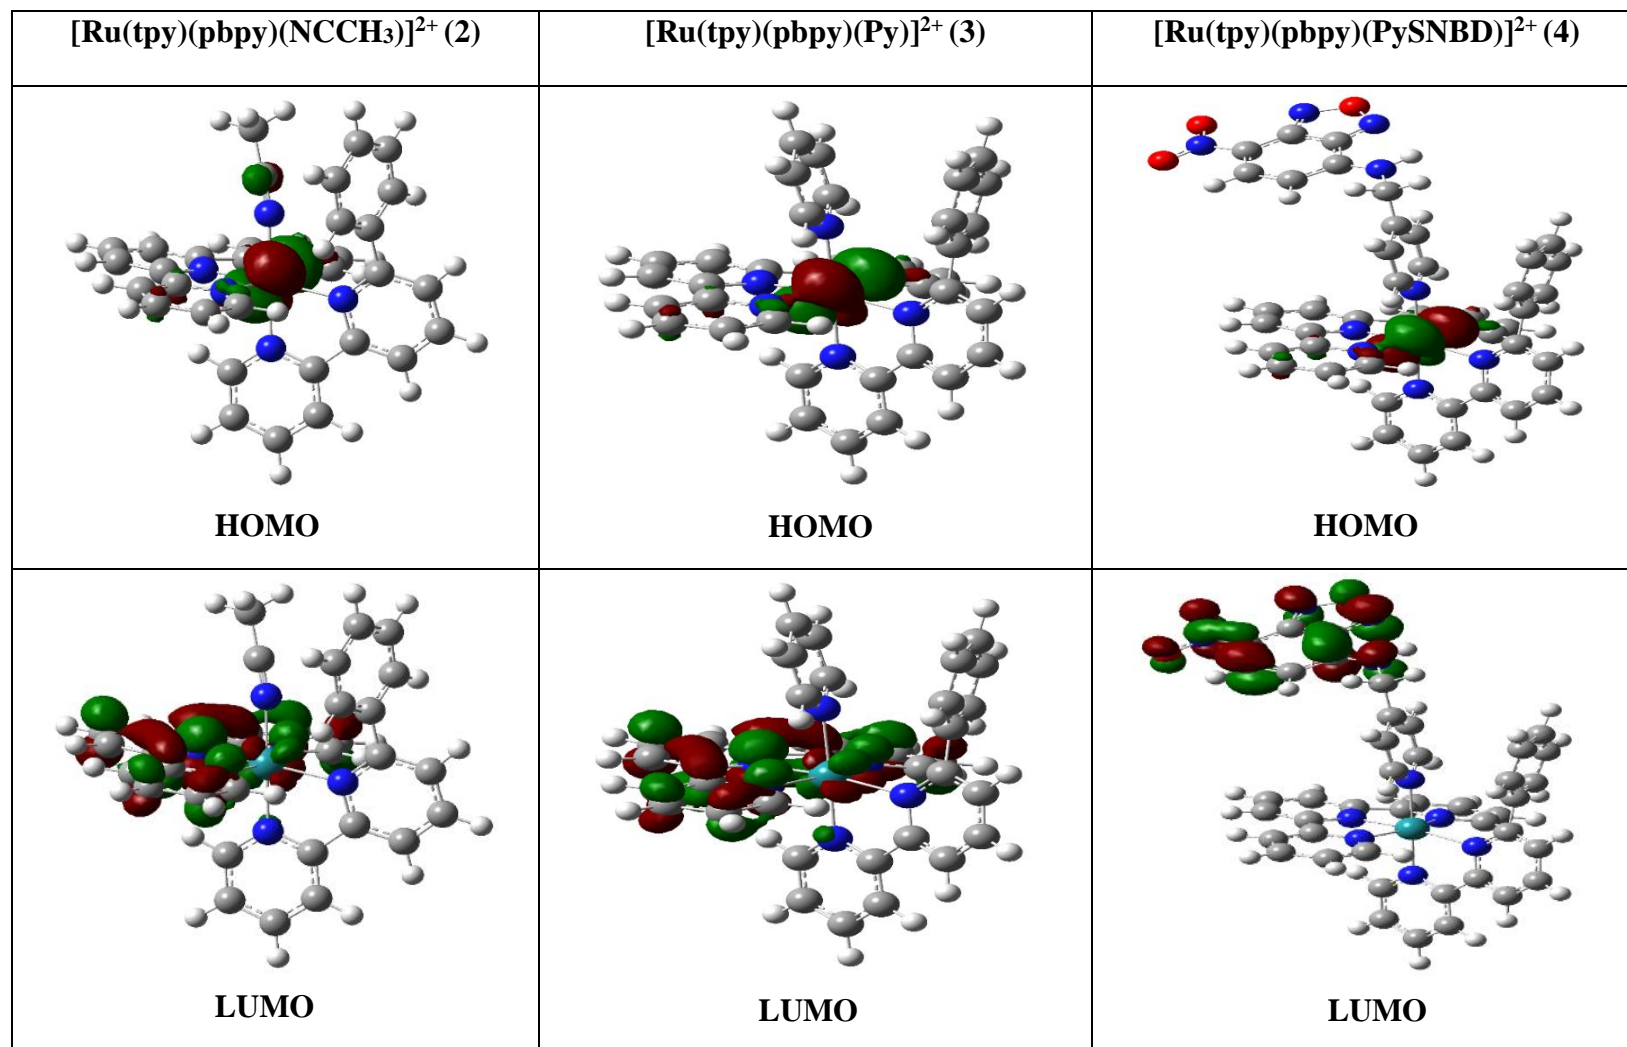 [Ru(tpy)(pbpy)(NCCH₃)]²⁺ (2)
[Ru(tpy)(pbpy)(Py)]²⁺ (3)
[Ru(tpy)(pbpy)(PySNBD)]²⁺ (4)
HOMO
HOMO
HOMO
LUMO
LUMO
LUMO